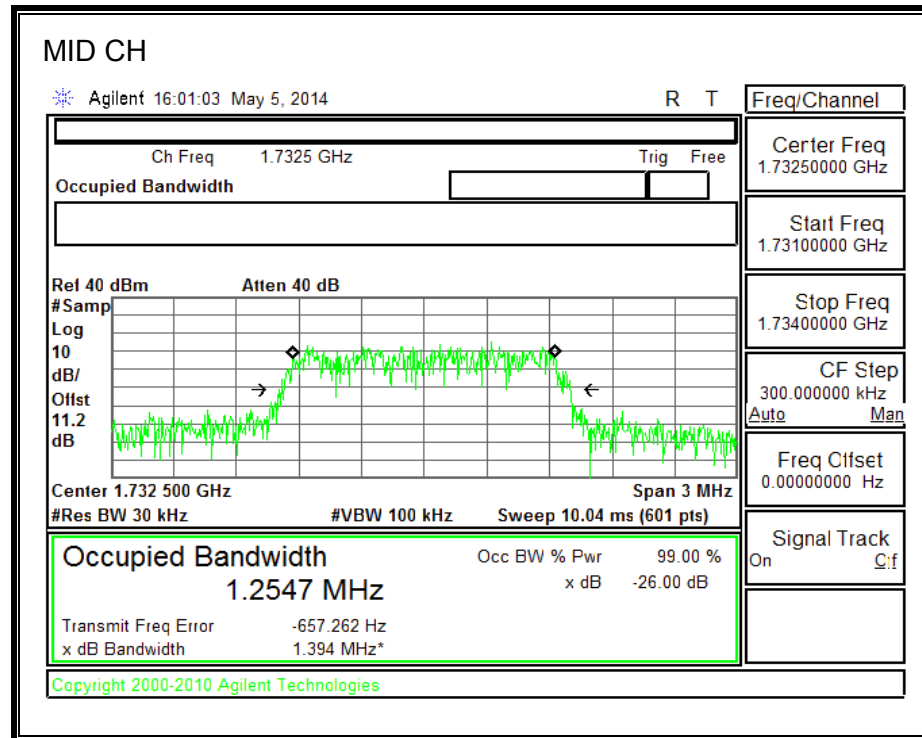 MID CH
Agilent 16:01:03 May 5, 2014 R T
Freq/Channel
Ch Freq 1.7325 GHz Trig Free
Occupied Bandwidth
Center Freq
1.73250000 GHz
Start Freq
1.73100000 GHz
Stop Freq
1.73400000 GHz
CF Step
300.000000 kHz
Auto Man
Freq Offset
0.00000000 Hz
Signal Track
On Off
Ref 40 dBm Atten 40 dB
#Samp
Log
10
dB/
Offst
11.2
dB
Center 1.732 500 GHz Span 3 MHz
#Res BW 30 kHz #VBW 100 kHz Sweep 10.04 ms (601 pts)
Occupied Bandwidth Occ BW % Pwr 99.00 %
1.2547 MHz x dB -26.00 dB
Transmit Freq Error -657.262 Hz
x dB Bandwidth 1.394 MHz*
Copyright 2000-2010 Agilent Technologies